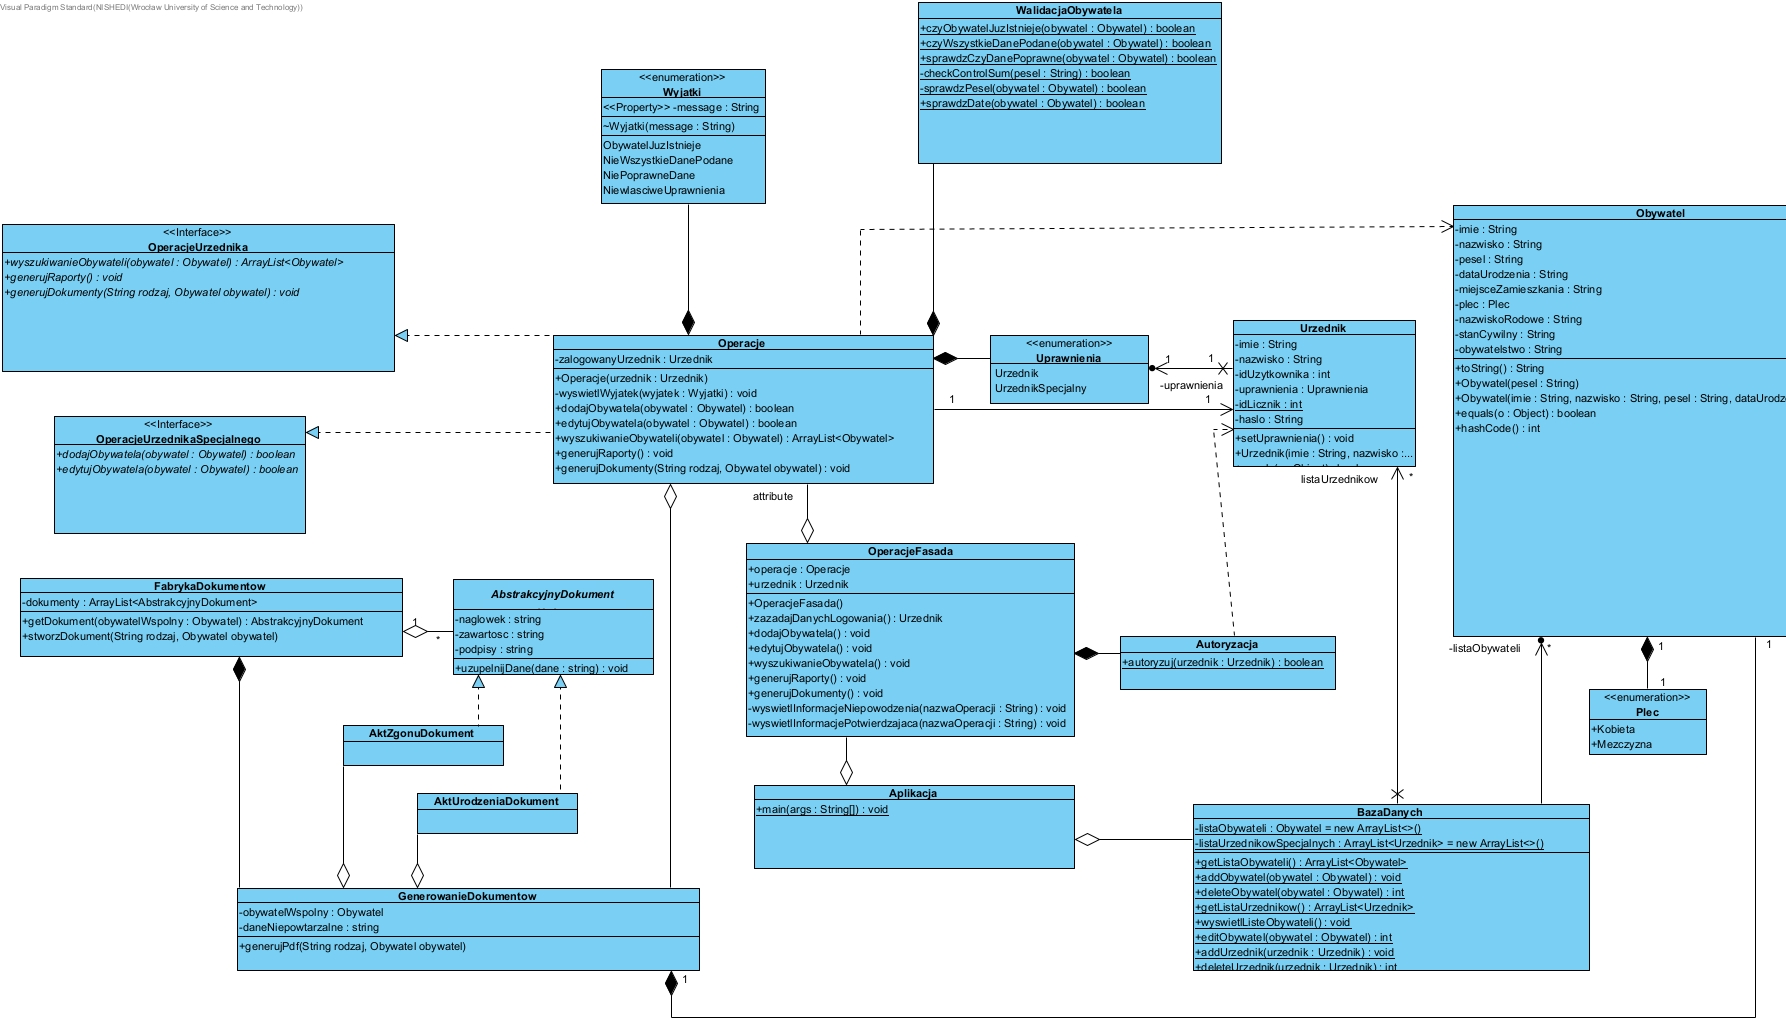 Visual Paradigm Standard(NISHEDI(Wrocław University of Science and Technology))
WalidacjaObywatela
+czyObywatelJuzIstnieje(obywatel : Obywatel) : boolean
+czyWszystkieDanePodane(obywatel : Obywatel) : boolean
+sprawdzCzyDanePoprawne(obywatel : Obywatel) : boolean
-checkControlSum(pesel : String) : boolean
-sprawdzPesel(obywatel : Obywatel) : boolean
+sprawdzDate(obywatel : Obywatel) : boolean
<<enumeration>>
Wyjatki
<<Property>> -message : String
~Wyjatki(message : String)
ObywatelJuzIstnieje
NieWszystkieDanePodane
NiePoprawneDane
NiewlasciweUprawnienia
<<Interface>>
OperacjeUrzednika
+wyszukiwanieObywateli(obywatel : Obywatel) : ArrayList<Obywatel>
+generujRaporty() : void
+generujDokumenty(String rodzaj, Obywatel obywatel) : void
Obywatel
-imie : String
-nazwisko : String
-pesel : String
-dataUrodzenia : String
-miejsceZamieszkania : String
-plec : Plec
-nazwiskoRodowe : String
-stanCywilny : String
-obywatelstwo : String
+toString() : String
+Obywatel(pesel : String)
+Obywatel(imie : String, nazwisko : String, pesel : String, dataUrodze
+equals(o : Object) : boolean
+hashCode() : int
Operacje
-zalogowanyUrzednik : Urzednik
+Operacje(urzednik : Urzednik)
-wyswietlWyjatek(wyjatek : Wyjatki) : void
+dodajObywatela(obywatel : Obywatel) : boolean
+edytujObywatela(obywatel : Obywatel) : boolean
+wyszukiwanieObywateli(obywatel : Obywatel) : ArrayList<Obywatel>
+generujRaporty() : void
+generujDokumenty(String rodzaj, Obywatel obywatel) : void
<<enumeration>>
Uprawnienia
Urzednik
UrzednikSpecjalny
1
1
-uprawnienia
1
1
Urzednik
-imie : String
-nazwisko : String
-idUzytkownika : int
-uprawnienia : Uprawnienia
-idLicznik : int
-haslo : String
+setUprawnienia() : void
+Urzednik(imie : String, nazwisko :...
listaUrzednikow
*
<<Interface>>
OperacjeUrzednikaSpecjalnego
+dodajObywatela(obywatel : Obywatel) : boolean
+edytujObywatela(obywatel : Obywatel) : boolean
attribute
OperacjeFasada
+operacje : Operacje
+urzednik : Urzednik
+OperacjeFasada()
+zazadajDanychLogowania() : Urzednik
+dodajObywatela() : void
+edytujObywatela() : void
+wyszukiwanieObywatela() : void
+generujRaporty() : void
+generujDokumenty() : void
-wyswietlInformacjeNiepowodzenia(nazwaOperacji : String) : void
-wyswietlInformacjePotwierdzajaca(nazwaOperacji : String) : void
FabrykaDokumentow
-dokumenty : ArrayList<AbstrakcyjnyDokument>
+getDokument(obywatelWspolny : Obywatel) : AbstrakcyjnyDokument
+stworzDokument(String rodzaj, Obywatel obywatel)
1
*
AbstrakcyjnyDokument
-naglowek : string
-zawartosc : string
-podpisy : string
+uzupelnijDane(dane : string) : void
Autoryzacja
+autoryzuj(urzednik : Urzednik) : boolean
-listaObywateli
*
1
1
1
<<enumeration>>
Plec
+Kobieta
+Mezczyzna
AktZgonuDokument
AktUrodzeniaDokument
Aplikacja
+main(args : String[]) : void
BazaDanych
-listaObywateli : Obywatel = new ArrayList<>()
-listaUrzednikowSpecjalnych : ArrayList<Urzednik> = new ArrayList<>()
+getListaObywateli() : ArrayList<Obywatel>
+addObywatel(obywatel : Obywatel) : void
+deleteObywatel(obywatel : Obywatel) : int
+getListaUrzednikow() : ArrayList<Urzednik>
+wyswietlListeObywateli() : void
+editObywatel(obywatel : Obywatel) : int
+addUrzednik(urzednik : Urzednik) : void
+deleteUrzednik(urzednik : Urzednik) : int
GenerowanieDokumentow
-obywatelWspolny : Obywatel
-daneNiepowtarzalne : string
+generujPdf(String rodzaj, Obywatel obywatel)
1